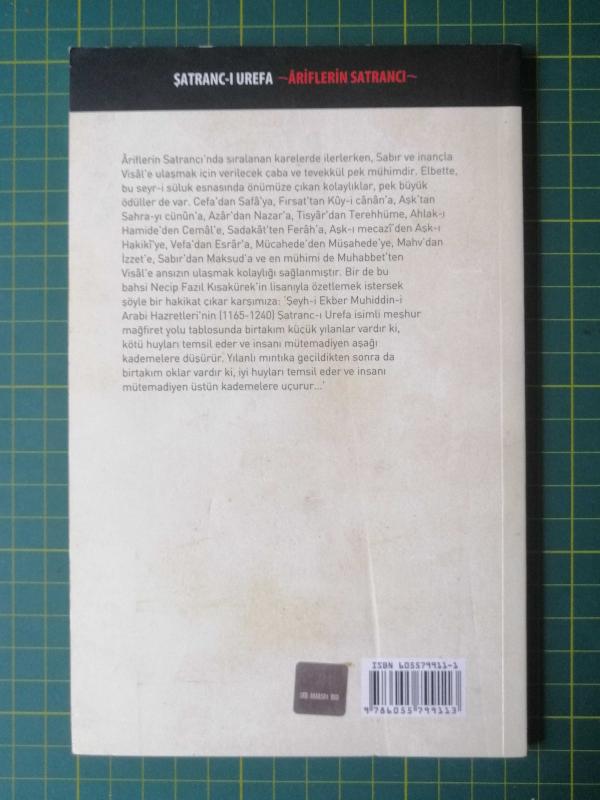 ŞATRANC-I UREFA ~ÂRİFLERİN SATRANCI~
Âriflerin Satrancı'nda sıralanan karelerde ilerlerken, Sabır ve inançla
Visâl'e ulaşmak için verilecek çaba ve tevekkül pek mühimdir. Elbette,
bu seyr-i sülûk esnasında önümüze çıkan kolaylıklar, pek büyük
ödüller de var. Cefa'dan Safâ'ya, Fırsat'tan Kûy-i cânân'a, Aşk'tan
Sahra-yı cünûn'a, Azâr'dan Nazar'a, Tisyâr'dan Terehhüme, Ahlak-ı
Hamide'den Cemâl'e, Sadakât'ten Ferâh'a, Aşk-ı mecazî'den Aşk-ı
Hakikî'ye, Vefa'dan Esrâr'a, Mücahede'den Müşahede'ye, Mahv'dan
İzzet'e, Sabır'dan Maksud'a ve en mühimi de Muhabbet'ten
Visâl'e ansızın ulaşmak kolaylığı sağlanmıştır. Bir de bu
bahsi Necip Fazıl Kısakürek'in lisanıyla özetlemek istersek
şöyle bir hakikat çıkar karşımıza: 'Şeyh-i Ekber Muhiddin-i
Arabi Hazretleri'nin (1165-1240) Şatranc-ı Urefa isimli meşhur
mağfiret yolu tablosunda birtakım küçük yılanlar vardır ki,
kötü huyları temsil eder ve insanı mütemadiyen aşağı
kademelere düşürür. Yılanlı mıntıka geçildikten sonra da
birtakım oklar vardır ki, iyi huyları temsil eder ve insanı
mütemadiyen üstün kademelere uçurur...'
ISBN 605579911-1
9 786055 799113